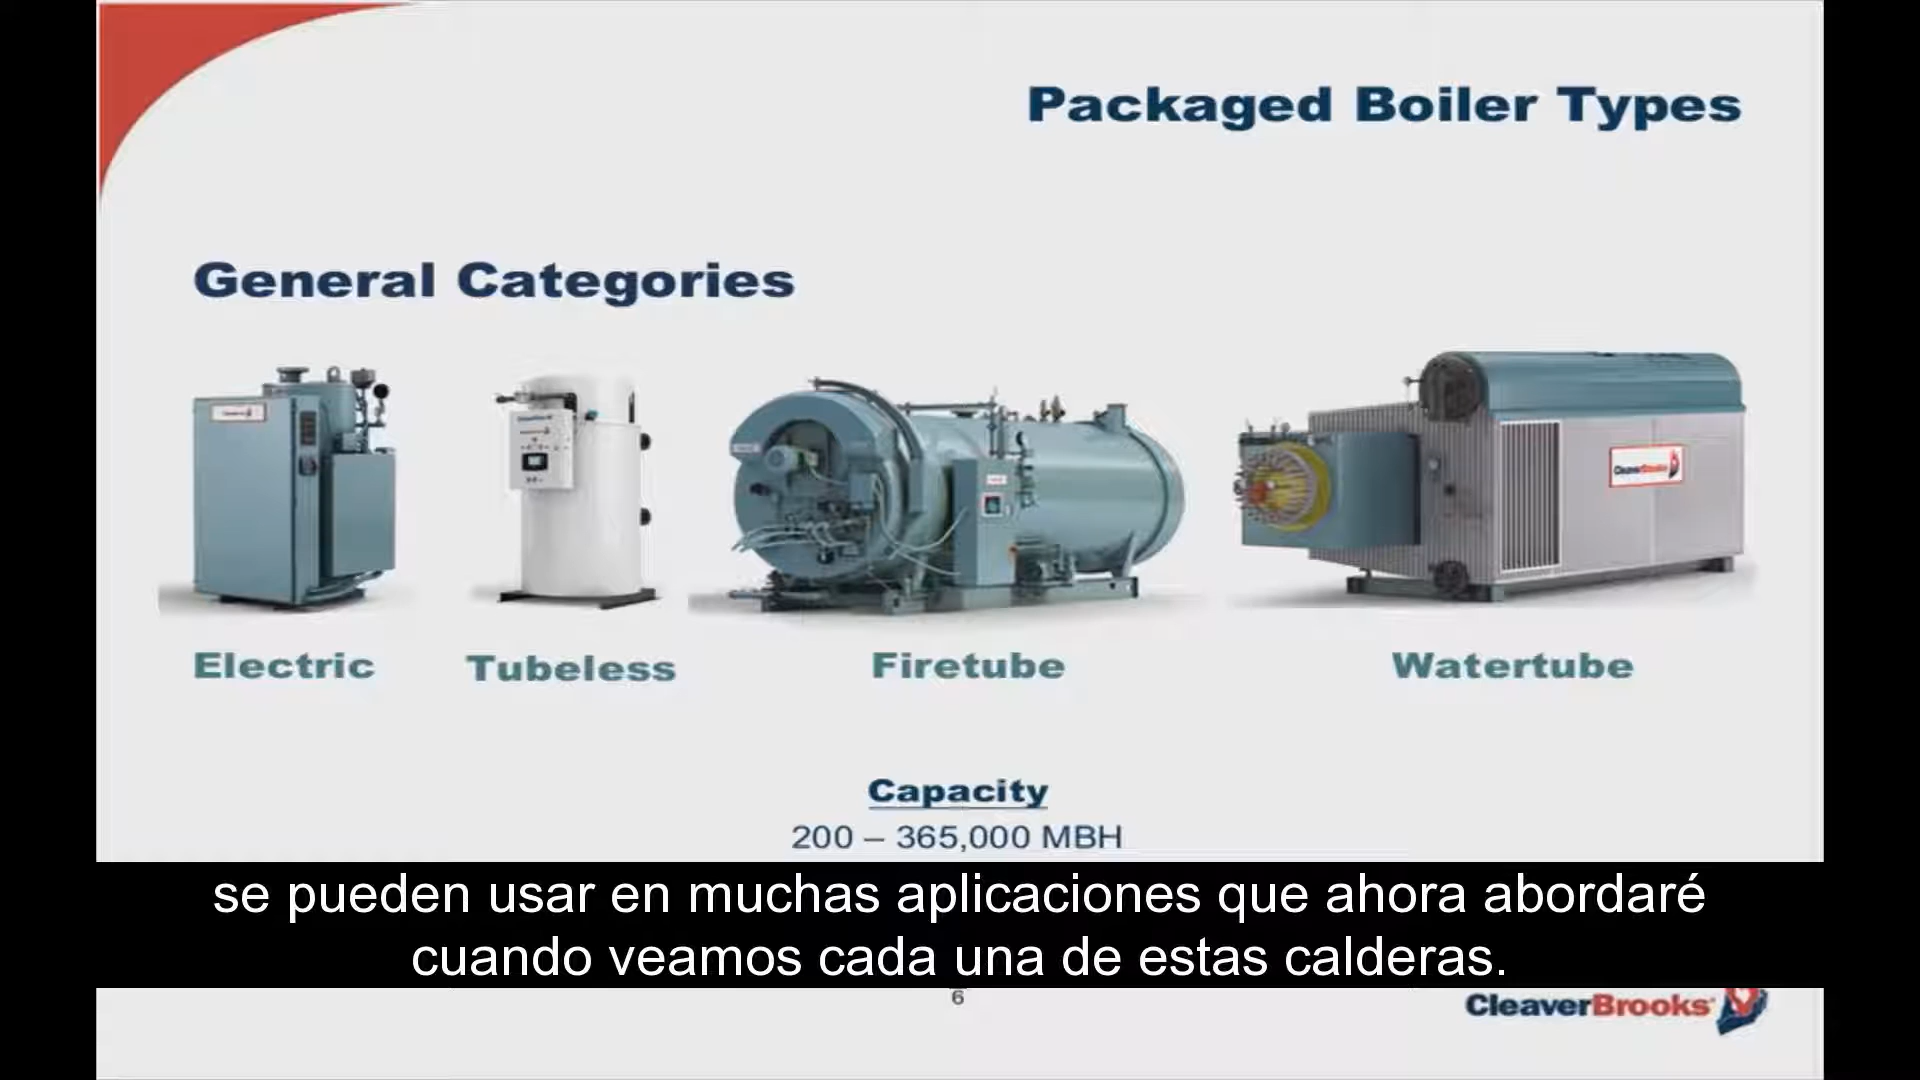 Packaged Boiler Types
General Categories
CleaverBrooks
Electric
Tubeless
Firetube
Watertube
Capacity
200 – 365,000 MBH
se pueden usar en muchas aplicaciones que ahora abordaré
cuando veamos cada una de estas calderas.
6
CleaverBrooks